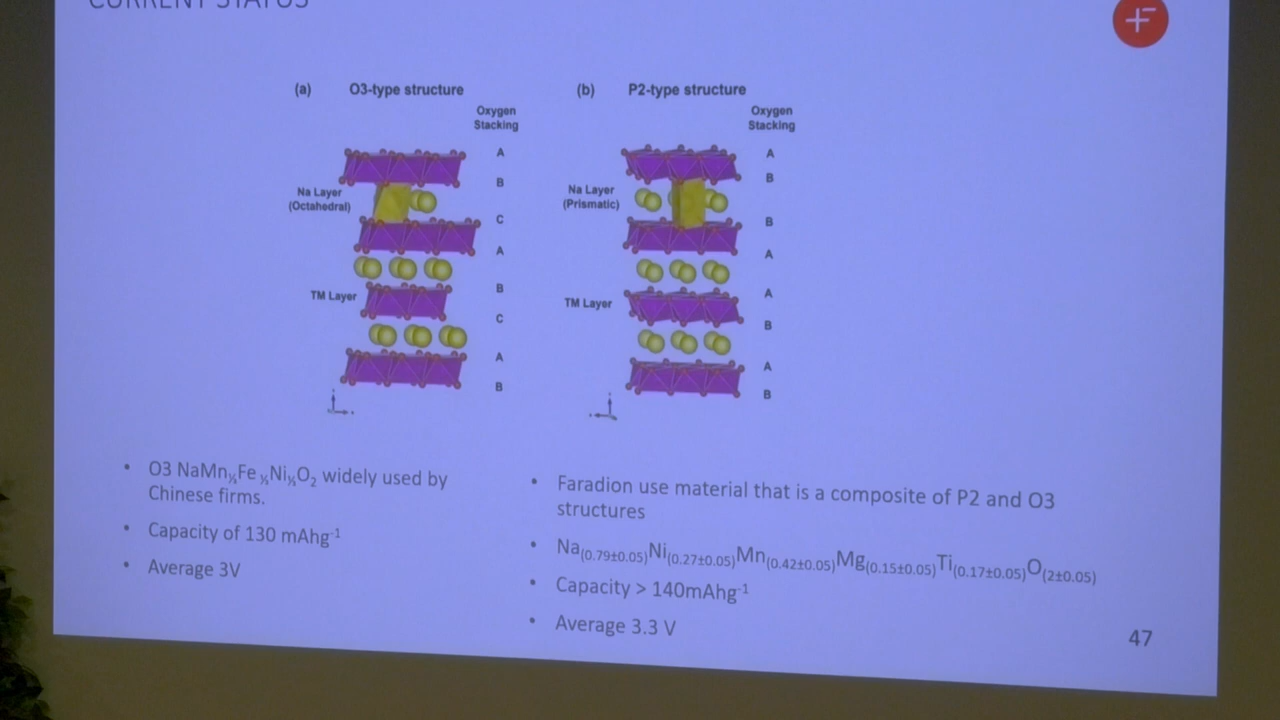 CURRENT STATUS
(a) O3-type structure
Oxygen
Stacking
A
B
Na Layer
(Octahedral)
C
A
B
TM Layer
C
A
B
(b) P2-type structure
Oxygen
Stacking
A
B
Na Layer
(Prismatic)
B
A
A
TM Layer
B
A
B
• O3 NaMn⅓Fe⅓Ni⅓O₂ widely used by
Chinese firms.
• Capacity of 130 mAhg⁻¹
• Average 3V
• Faradion use material that is a composite of P2 and O3
structures
• Na(0.79±0.05)Ni(0.27±0.05)Mn(0.42±0.05)Mg(0.15±0.05)Ti(0.17±0.05)O(2±0.05)
• Capacity > 140mAhg⁻¹
• Average 3.3 V
47